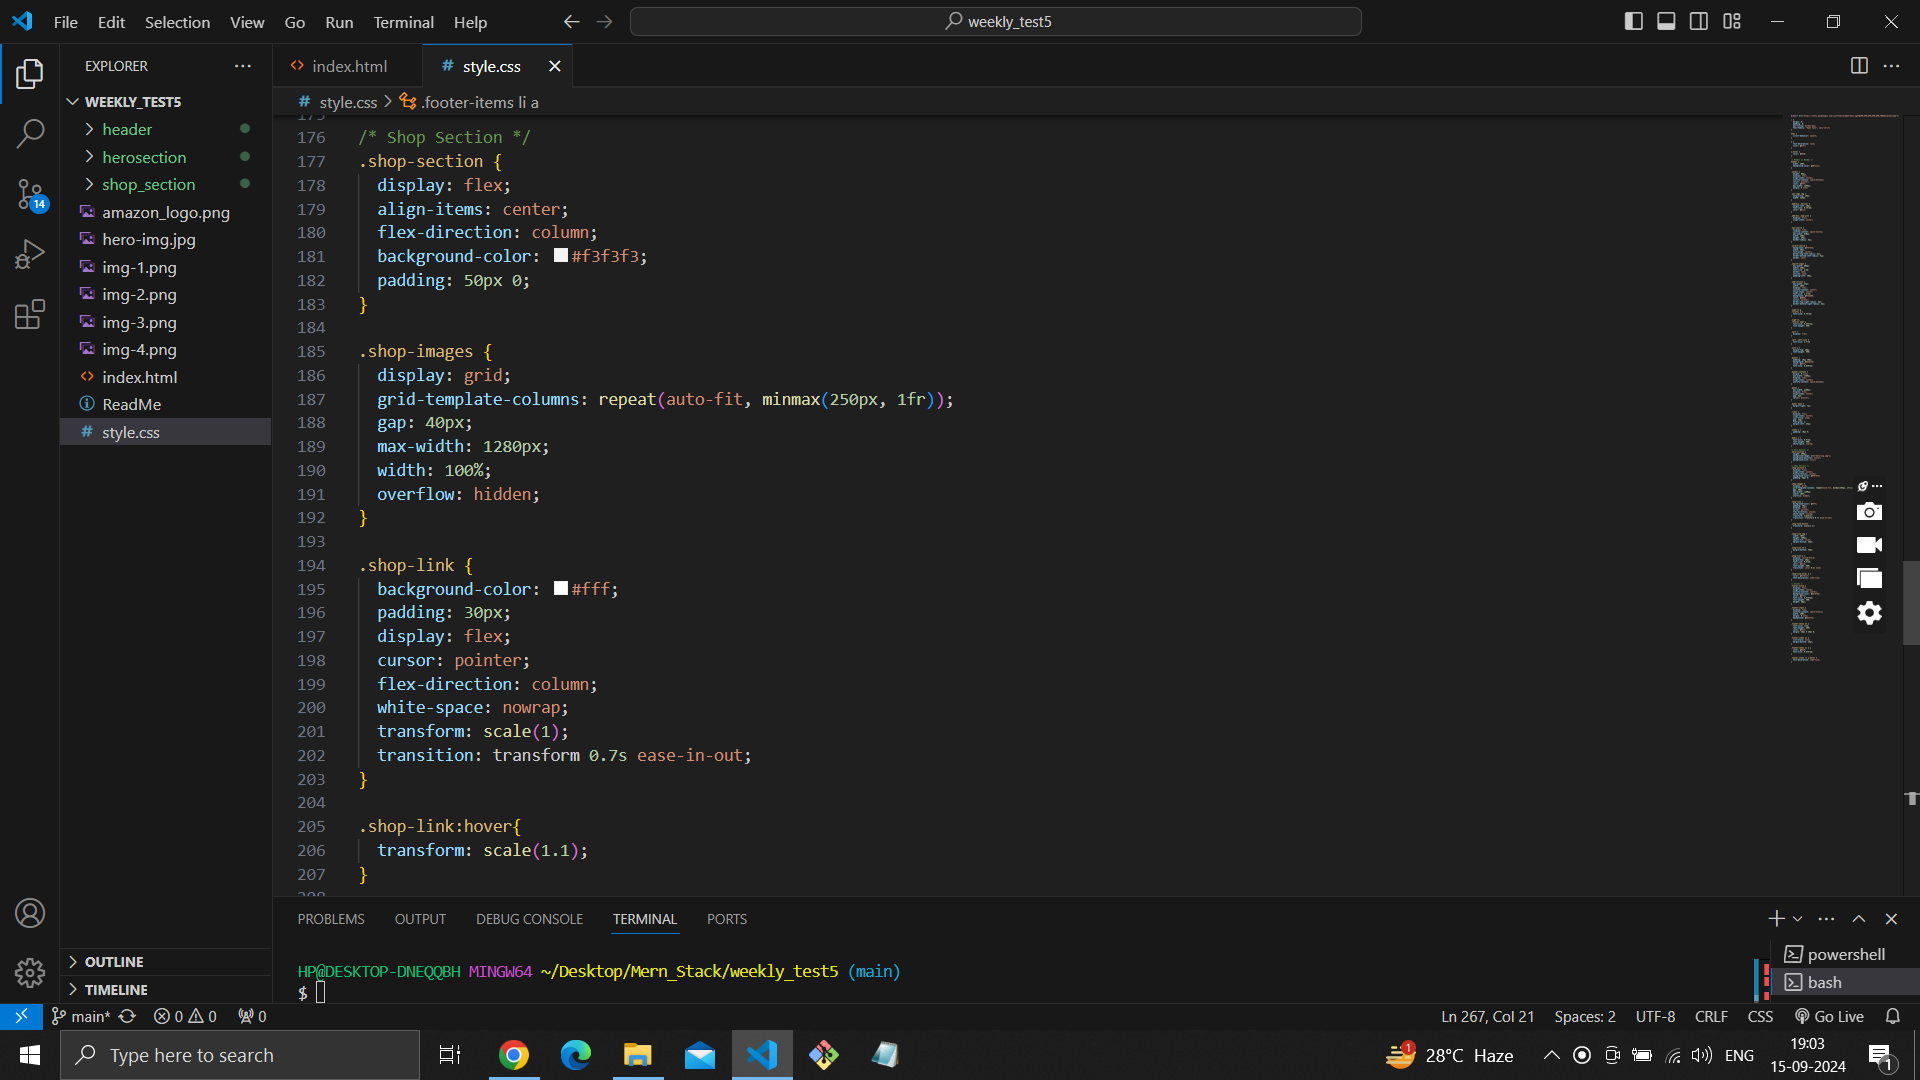 File Edit Selection View Go Run Terminal Help
weekly_test5
EXPLORER
WEEKLY_TEST5
header
herosection
shop_section
amazon_logo.png
hero-img.jpg
img-1.png
img-2.png
img-3.png
img-4.png
index.html
ReadMe
style.css
OUTLINE
TIMELINE
14
index.html
# style.css
# style.css > .footer-items li a
176 /* Shop Section */
177 .shop-section {
178 display: flex;
179 align-items: center;
180 flex-direction: column;
181 background-color: #f3f3f3;
182 padding: 50px 0;
183 }
184
185 .shop-images {
186 display: grid;
187 grid-template-columns: repeat(auto-fit, minmax(250px, 1fr));
188 gap: 40px;
189 max-width: 1280px;
190 width: 100%;
191 overflow: hidden;
192 }
193
194 .shop-link {
195 background-color: #fff;
196 padding: 30px;
197 display: flex;
198 cursor: pointer;
199 flex-direction: column;
200 white-space: nowrap;
201 transform: scale(1);
202 transition: transform 0.7s ease-in-out;
203 }
204
205 .shop-link:hover{
206 transform: scale(1.1);
207 }
PROBLEMS OUTPUT DEBUG CONSOLE TERMINAL PORTS
HP@DESKTOP-DNEQQBH MINGW64 ~/Desktop/Mern_Stack/weekly_test5 (main)
$
powershell
bash
main* 0 0 0
Ln 267, Col 21 Spaces: 2 UTF-8 CRLF CSS Go Live
Type here to search
1
28°C Haze
ENG
19:03
15-09-2024
1